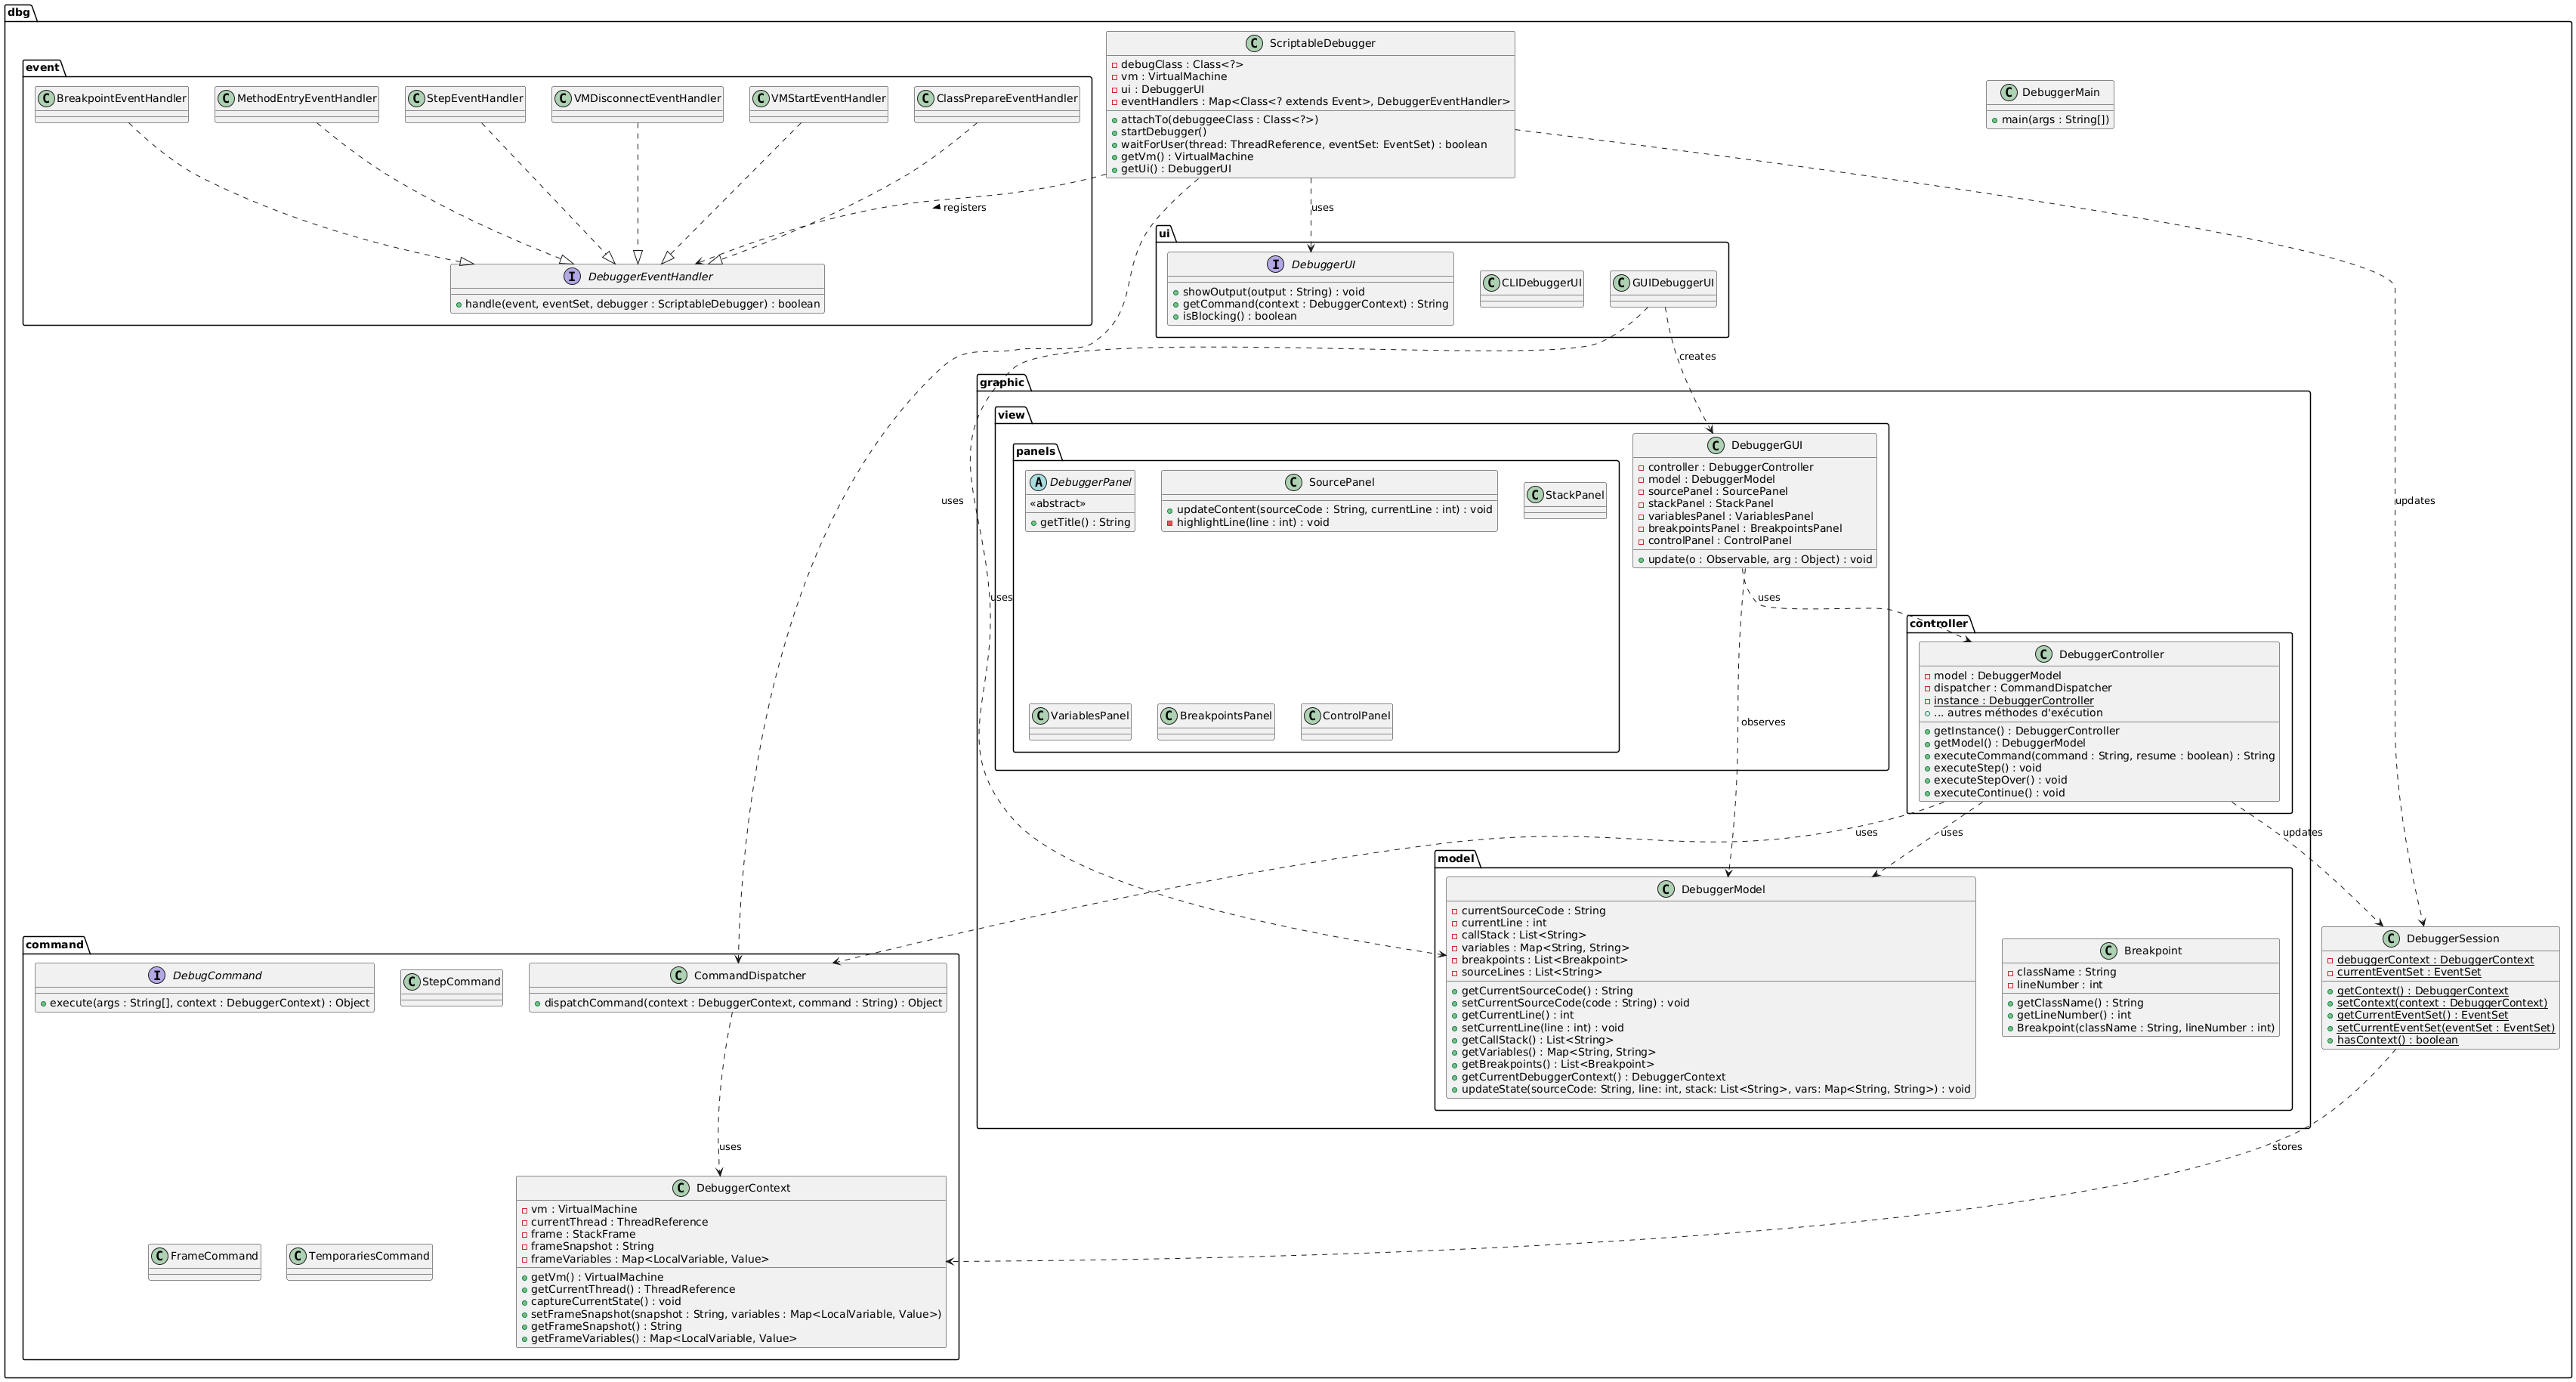 dbg
ScriptableDebugger
debugClass : Class<?>
vm : VirtualMachine
ui : DebuggerUI
eventHandlers : Map<Class<? extends Event>, DebuggerEventHandler>
attachTo(debuggeeClass : Class<?>)
startDebugger()
waitForUser(thread: ThreadReference, eventSet: EventSet) : boolean
getVm() : VirtualMachine
getUi() : DebuggerUI
DebuggerMain
main(args : String[])
event
BreakpointEventHandler
MethodEntryEventHandler
StepEventHandler
VMDisconnectEventHandler
VMStartEventHandler
ClassPrepareEventHandler
registers
DebuggerEventHandler
handle(event, eventSet, debugger : ScriptableDebugger) : boolean
uses
updates
ui
DebuggerUI
showOutput(output : String) : void
getCommand(context : DebuggerContext) : String
isBlocking() : boolean
CLIDebuggerUI
GUIDebuggerUI
creates
uses
uses
graphic
view
panels
DebuggerPanel
«abstract»
getTitle() : String
SourcePanel
updateContent(sourceCode : String, currentLine : int) : void
highlightLine(line : int) : void
StackPanel
VariablesPanel
BreakpointsPanel
ControlPanel
DebuggerGUI
controller : DebuggerController
model : DebuggerModel
sourcePanel : SourcePanel
stackPanel : StackPanel
variablesPanel : VariablesPanel
breakpointsPanel : BreakpointsPanel
controlPanel : ControlPanel
update(o : Observable, arg : Object) : void
uses
observes
controller
DebuggerController
model : DebuggerModel
dispatcher : CommandDispatcher
instance : DebuggerController
... autres méthodes d'exécution
getInstance() : DebuggerController
getModel() : DebuggerModel
executeCommand(command : String, resume : boolean) : String
executeStep() : void
executeStepOver() : void
executeContinue() : void
uses
uses
updates
model
DebuggerModel
currentSourceCode : String
currentLine : int
callStack : List<String>
variables : Map<String, String>
breakpoints : List<Breakpoint>
sourceLines : List<String>
getCurrentSourceCode() : String
setCurrentSourceCode(code : String) : void
getCurrentLine() : int
setCurrentLine(line : int) : void
getCallStack() : List<String>
getVariables() : Map<String, String>
getBreakpoints() : List<Breakpoint>
getCurrentDebuggerContext() : DebuggerContext
updateState(sourceCode: String, line: int, stack: List<String>, vars: Map<String, String>) : void
Breakpoint
className : String
lineNumber : int
getClassName() : String
getLineNumber() : int
Breakpoint(className : String, lineNumber : int)
DebuggerSession
debuggerContext : DebuggerContext
currentEventSet : EventSet
getContext() : DebuggerContext
setContext(context : DebuggerContext)
getCurrentEventSet() : EventSet
setCurrentEventSet(eventSet : EventSet)
hasContext() : boolean
stores
command
DebugCommand
execute(args : String[], context : DebuggerContext) : Object
StepCommand
CommandDispatcher
dispatchCommand(context : DebuggerContext, command : String) : Object
uses
FrameCommand
TemporariesCommand
DebuggerContext
vm : VirtualMachine
currentThread : ThreadReference
frame : StackFrame
frameSnapshot : String
frameVariables : Map<LocalVariable, Value>
getVm() : VirtualMachine
getCurrentThread() : ThreadReference
captureCurrentState() : void
setFrameSnapshot(snapshot : String, variables : Map<LocalVariable, Value>)
getFrameSnapshot() : String
getFrameVariables() : Map<LocalVariable, Value>